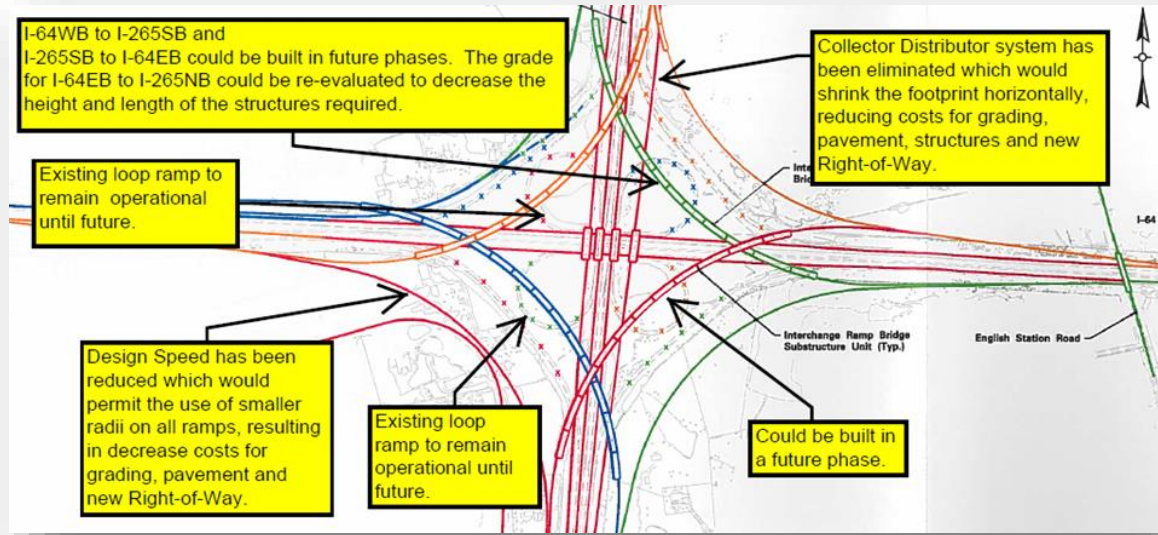 I-64WB to I-265SB and
I-265SB to I-64EB could be built in future phases. The grade
for I-64EB to I-265NB could be re-evaluated to decrease the
height and length of the structures required.
Collector Distributor system has
been eliminated which would
shrink the footprint horizontally,
reducing costs for grading,
pavement, structures and new
Right-of-Way.
Existing loop ramp to
remain operational
until future.
I-64
Interchange Ramp Bridge
Substructure Unit (Typ.)
English Station Road
Design Speed has been
reduced which would
permit the use of smaller
radii on all ramps, resulting
in decrease costs for
grading, pavement and
new Right-of-Way.
Existing loop
ramp to remain
operational until
future.
Could be built in
a future phase.